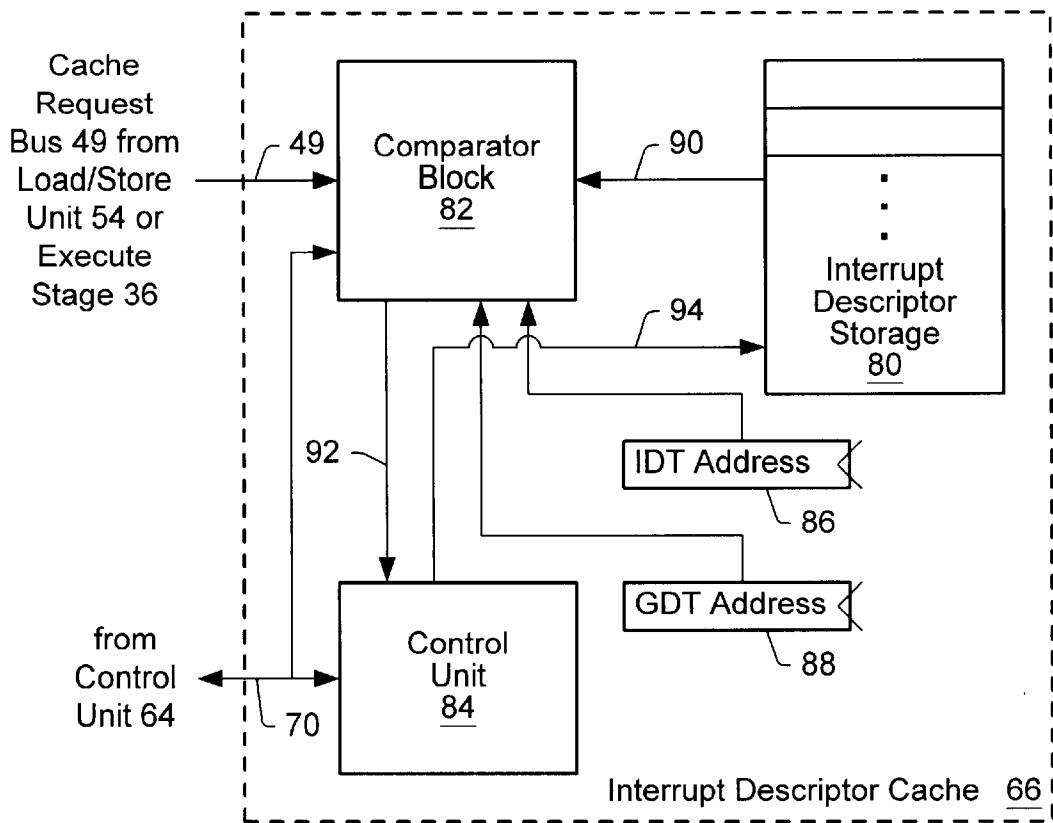 Cache
Request
Bus 49 from
Load/Store
Unit 54 or
Execute
Stage 36
49
Comparator
Block
82
90
Interrupt
Descriptor
Storage
80
94
92
IDT Address
86
GDT Address
88
from
Control
Unit 64
70
Control
Unit
84
Interrupt Descriptor Cache 66